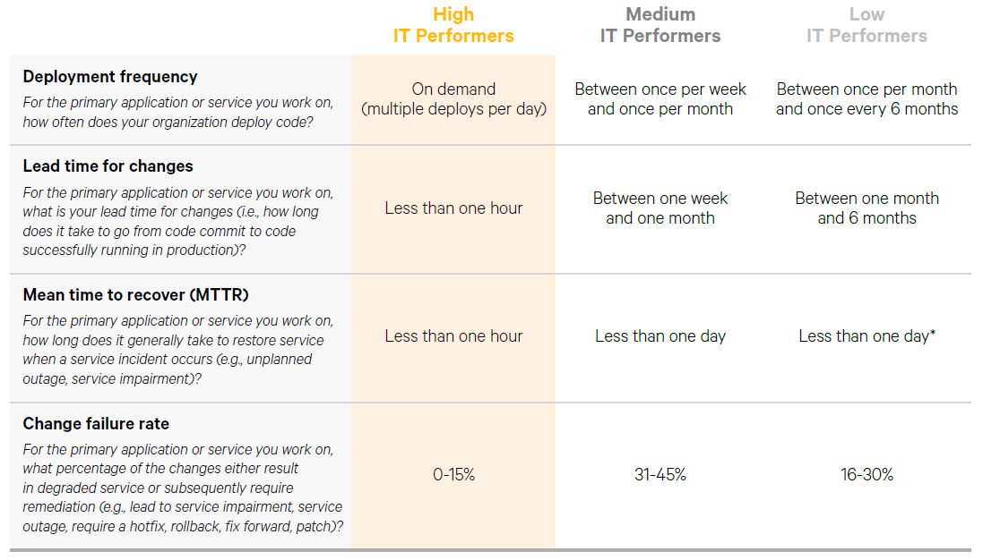 High
IT Performers
Medium
IT Performers
Low
IT Performers
Deployment frequency
For the primary application or service you work on,
how often does your organization deploy code?
On demand
(multiple deploys per day)
Between once per week
and once per month
Between once per month
and once every 6 months
Lead time for changes
For the primary application or service you work on,
what is your lead time for changes (i.e., how long
does it take to go from code commit to code
successfully running in production)?
Less than one hour
Between one week
and one month
Between one month
and 6 months
Mean time to recover (MTTR)
For the primary application or service you work on,
how long does it generally take to restore service
when a service incident occurs (e.g., unplanned
outage, service impairment)?
Less than one hour
Less than one day
Less than one day*
Change failure rate
For the primary application or service you work on,
what percentage of the changes either result
in degraded service or subsequently require
remediation (e.g., lead to service impairment, service
outage, require a hotfix, rollback, fix forward, patch)?
0-15%
31-45%
16-30%